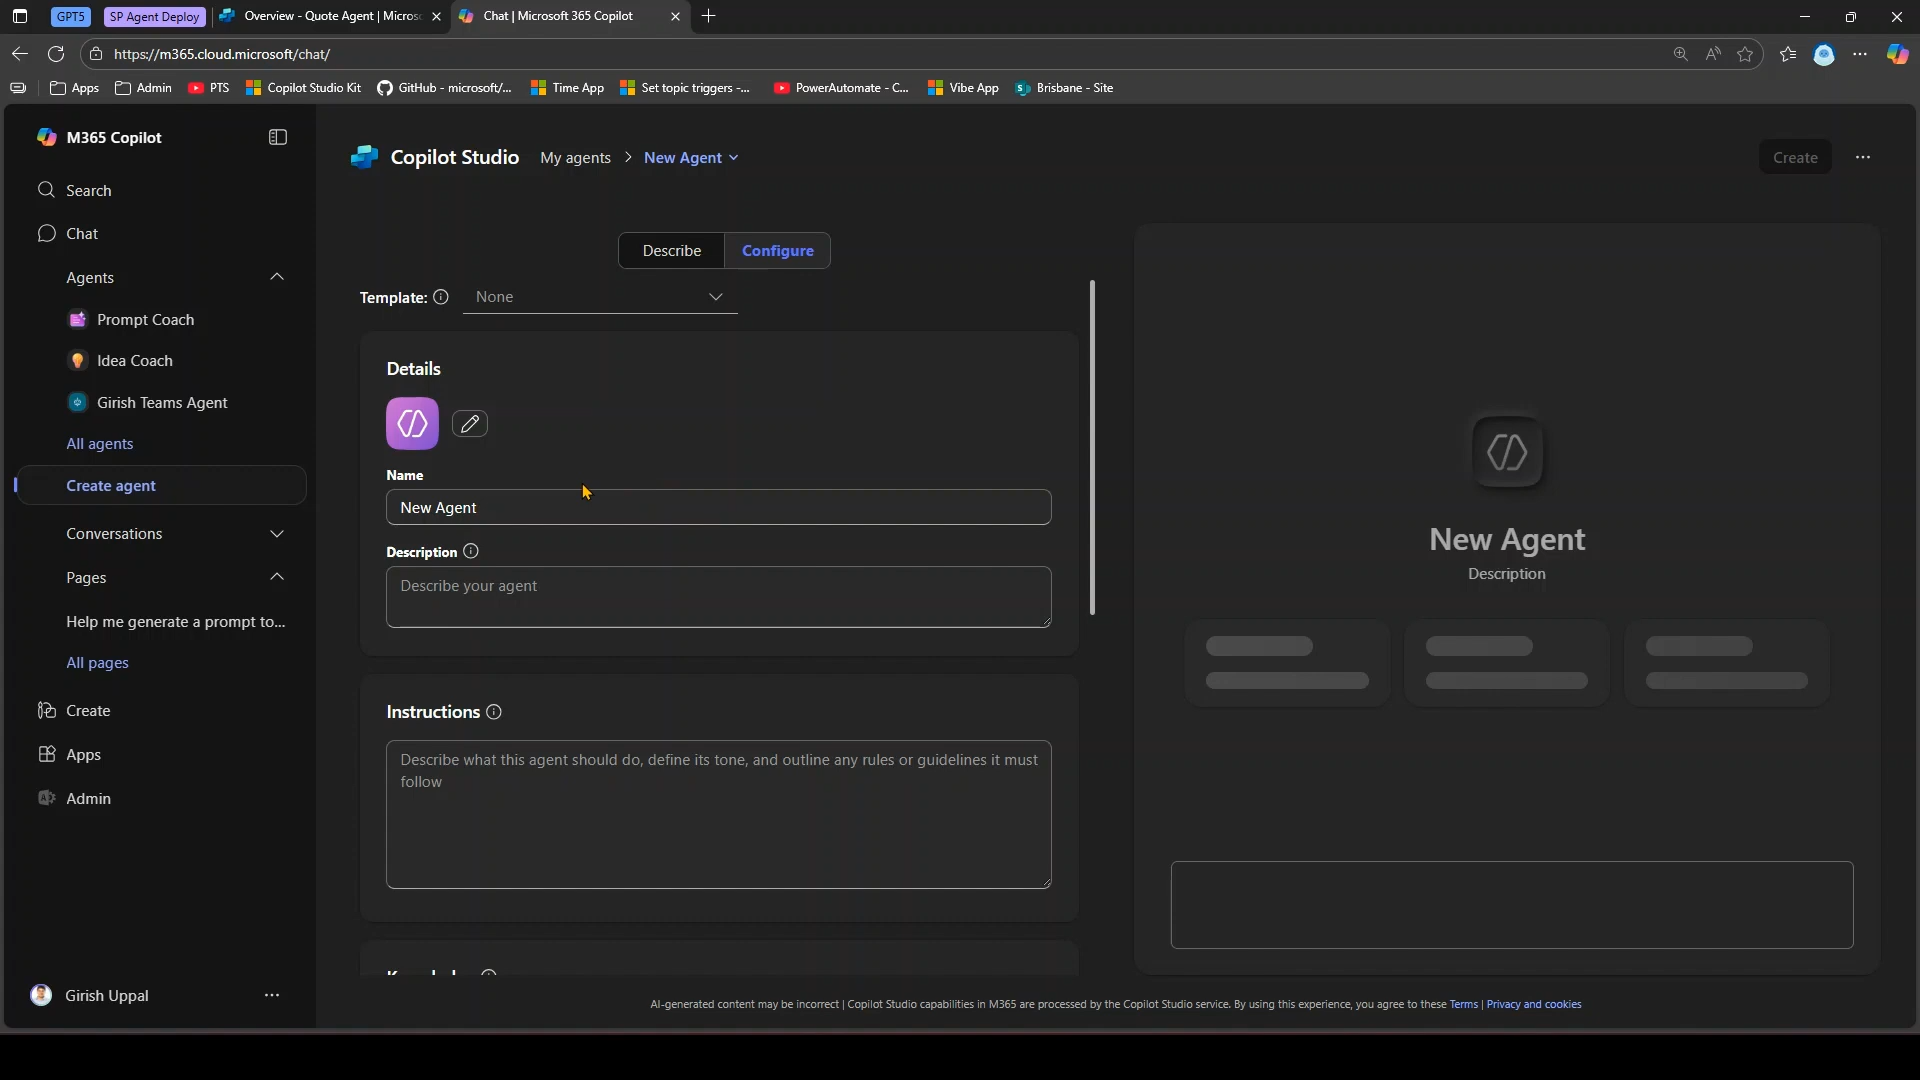 GPT5
SP Agent Deploy
Overview - Quote Agent | Micros
Chat | Microsoft 365 Copilot
https://m365.cloud.microsoft/chat/
Apps
Admin
PTS
Copilot Studio Kit
GitHub - microsoft/...
Time App
Set topic triggers -...
PowerAutomate - C...
Vibe App
Brisbane - Site
M365 Copilot
Search
Chat
Agents
Prompt Coach
Idea Coach
Girish Teams Agent
All agents
Create agent
Conversations
Pages
Help me generate a prompt to...
All pages
Create
Apps
Admin
Girish Uppal
Copilot Studio
My agents > New Agent
Create
Describe
Configure
Template:
None
Details
Name
New Agent
Description
Describe your agent
Instructions
Describe what this agent should do, define its tone, and outline any rules or guidelines it must
follow
New Agent
Description
AI-generated content may be incorrect | Copilot Studio capabilities in M365 are processed by the Copilot Studio service. By using this experience, you agree to these Terms | Privacy and cookies